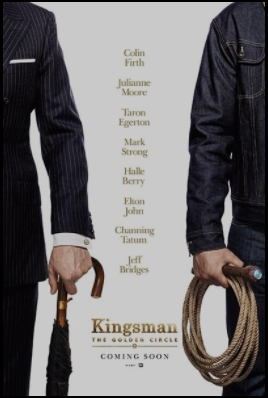 Colin
Firth
Julianne
Moore
Taron
Egerton
Mark
Strong
Halle
Berry
Elton
John
Channing
Tatum
Jeff
Bridges
Kingsman
THE GOLDEN CIRCLE
COMING SOON